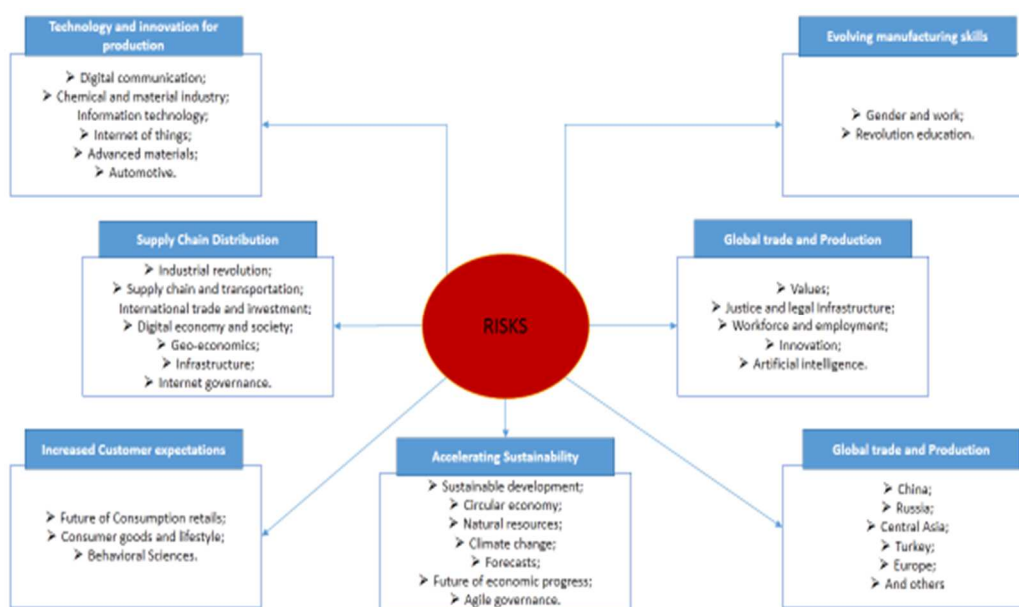 Technology and innovation for
production
➢ Digital communication;
➢ Chemical and material industry;
Information technology;
➢ Internet of things;
➢ Advanced materials;
➢ Automotive.
Evolving manufacturing skills
➢ Gender and work;
➢ Revolution education.
Supply Chain Distribution
➢ Industrial revolution;
➢ Supply chain and transportation;
International trade and investment;
➢ Digital economy and society;
➢ Geo-economics;
➢ Infrastructure;
➢ Internet governance.
RISKS
Global trade and Production
➢ Values;
➢ Justice and legal Infrastructure;
➢ Workforce and employment;
➢ Innovation;
➢ Artificial intelligence.
Increased Customer expectations
➢ Future of Consumption retails;
➢ Consumer goods and lifestyle;
➢ Behavioral Sciences.
Accelerating Sustainability
➢ Sustainable development;
➢ Circular economy;
➢ Natural resources;
➢ Climate change;
➢ Forecasts;
➢ Future of economic progress;
➢ Agile governance.
Global trade and Production
➢ China;
➢ Russia;
➢ Central Asia;
➢ Turkey;
➢ Europe;
➢ And others